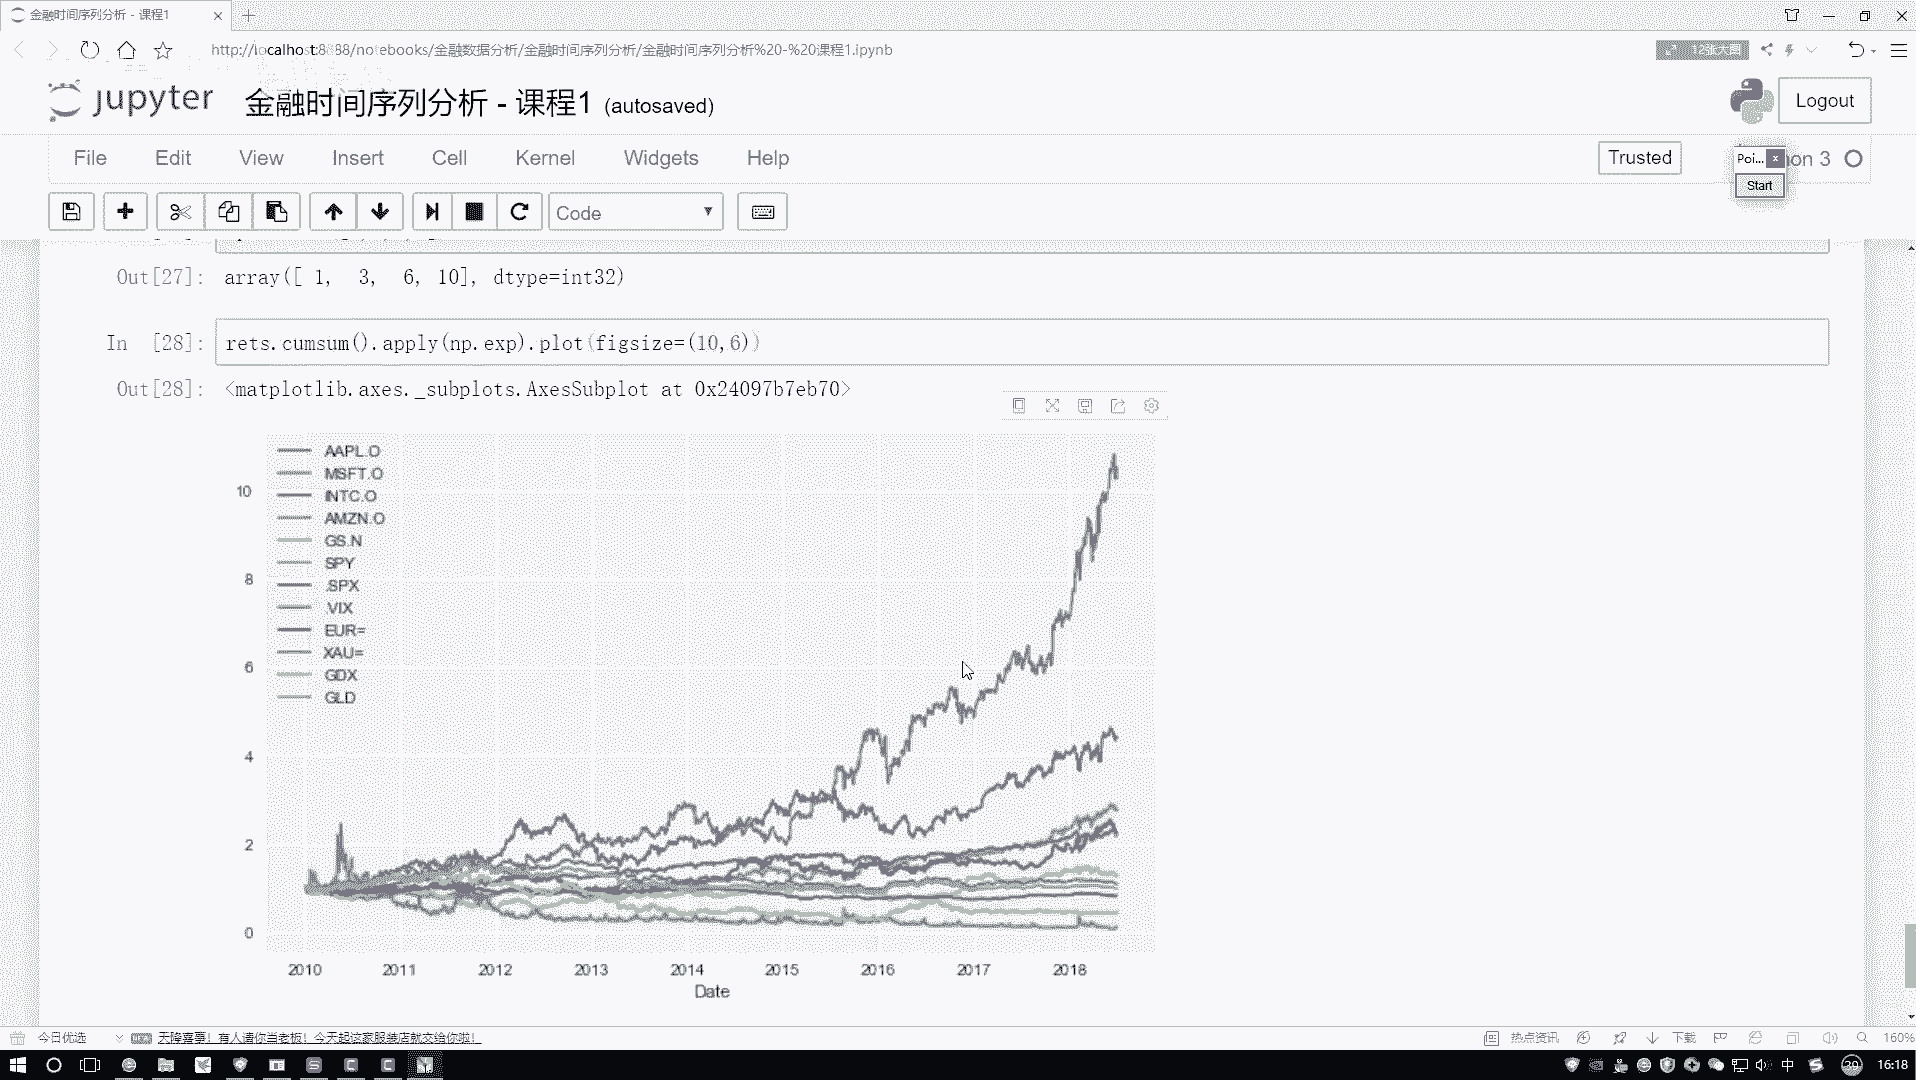 金融时间序列分析 - 课程1
http://localhost:8888/notebooks/金融数据分析/金融时间序列分析/金融时间序列分析%20-%20课程1.ipynb
12张大图
jupyter 金融时间序列分析 - 课程1 (autosaved)
Logout
File Edit View Insert Cell Kernel Widgets Help
Trusted
Poi...
on 3
Start
Code
Out[27]: array([ 1, 3, 6, 10], dtype=int32)
In [28]: rets.cumsum().apply(np.exp).plot(figsize=(10,6))
Out[28]: <matplotlib.axes._subplots.AxesSubplot at 0x24097b7eb70>
AAPL.O
MSFT.O
INTC.O
AMZN.O
GS.N
SPY
.SPX
.VIX
EUR=
XAU=
GDX
GLD
10
8
6
4
2
0
2010 2011 2012 2013 2014 2015 2016 2017 2018
Date
今日优选
天降喜事！有人请你当老板！今天起这家服装店就交给你啦！
热点资讯
下载
160%
中
16:18